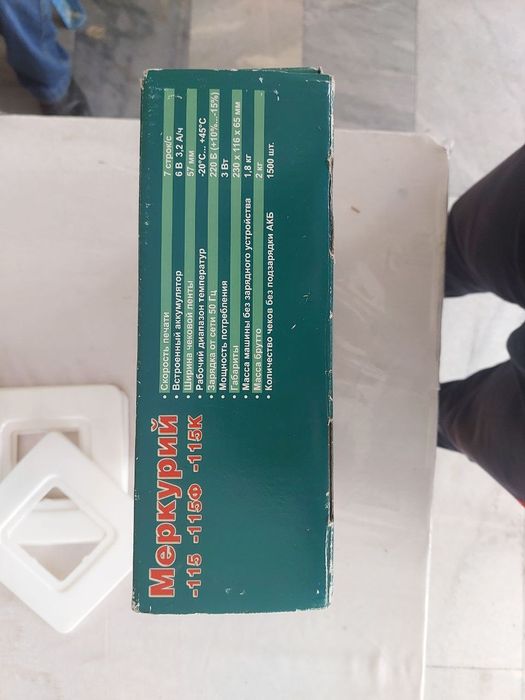 Меркурий
-115 -115Ф -115К
• Скорость печати 7 строк/с
• Встроенный аккумулятор 6 В 3,2 А/ч
• Ширина чековой ленты 57 мм
• Рабочий диапазон температур -20°С... +45°С
• Зарядка от сети 50 Гц 220 В (+10%...-15%)
• Мощность потребления 3 Вт
• Габариты 230 х 116 х 65 мм
• Масса машины без зарядного устройства 1,8 кг
• Масса брутто 2 кг
• Количество чеков без подзарядки АКБ 1500 шт.